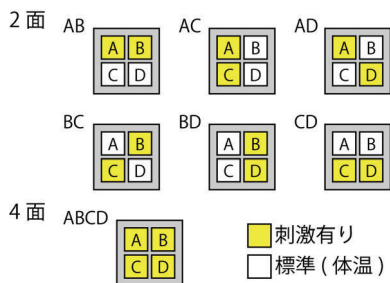 2面
AB AC AD
A B A B A B
C D C D C D
BC BD CD
A B A B A B
C D C D C D
4面 ABCD
A B
C D
刺激有り
標準(体温)